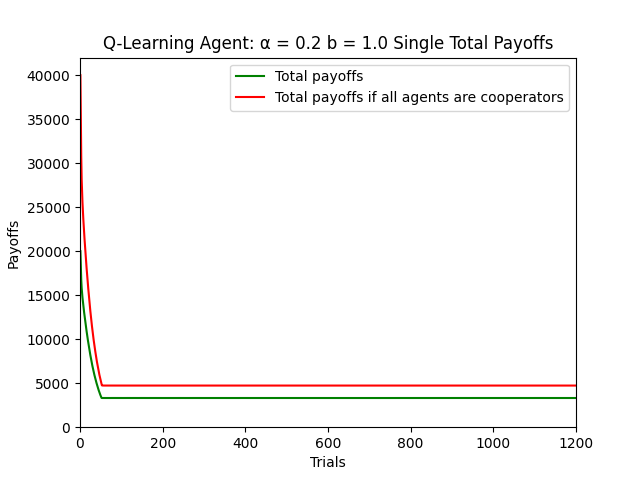 Q-Learning Agent: α = 0.2 b = 1.0 Single Total Payoffs
Total payoffs
Total payoffs if all agents are cooperators
40000
35000
30000
25000
20000
15000
10000
5000
0
Payoffs
0 200 400 600 800 1000 1200
Trials